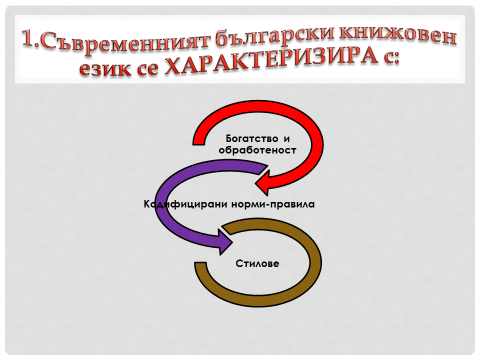 1.Съвременният български книжовен
език се ХАРАКТЕРИЗИРА с:
Богатство и
обработеност
Кодифицирани норми-правила
Стилове